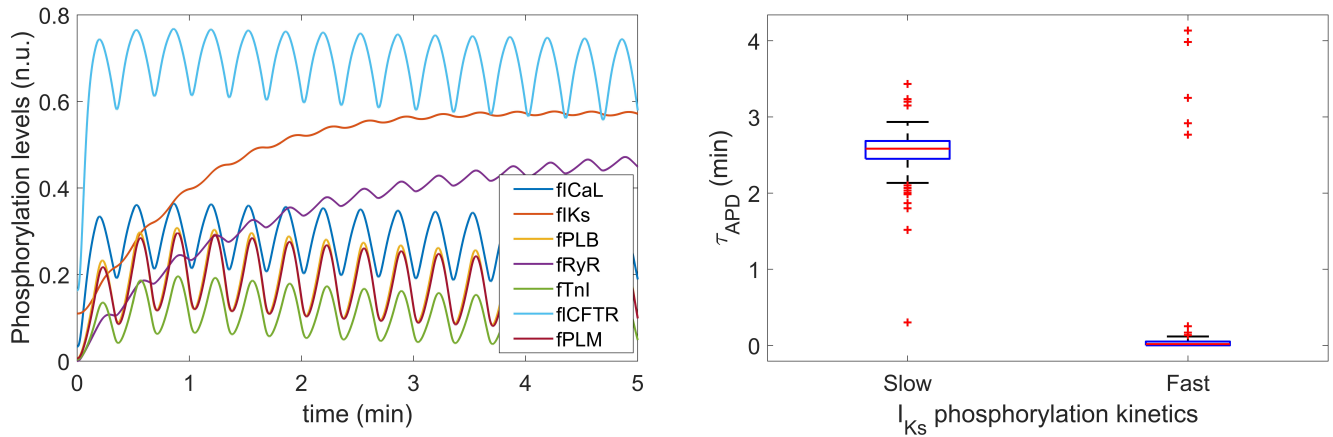 Phosphorylation levels (n.u.)
0.8
0.6
0.4
0.2
0
0
1
2
3
4
5
time (min)
fICaL
fIKs
fPLB
fRyR
fTnI
fICFTR
fPLM
τAPD (min)
4
3
2
1
0
Slow
Fast
IKs phosphorylation kinetics